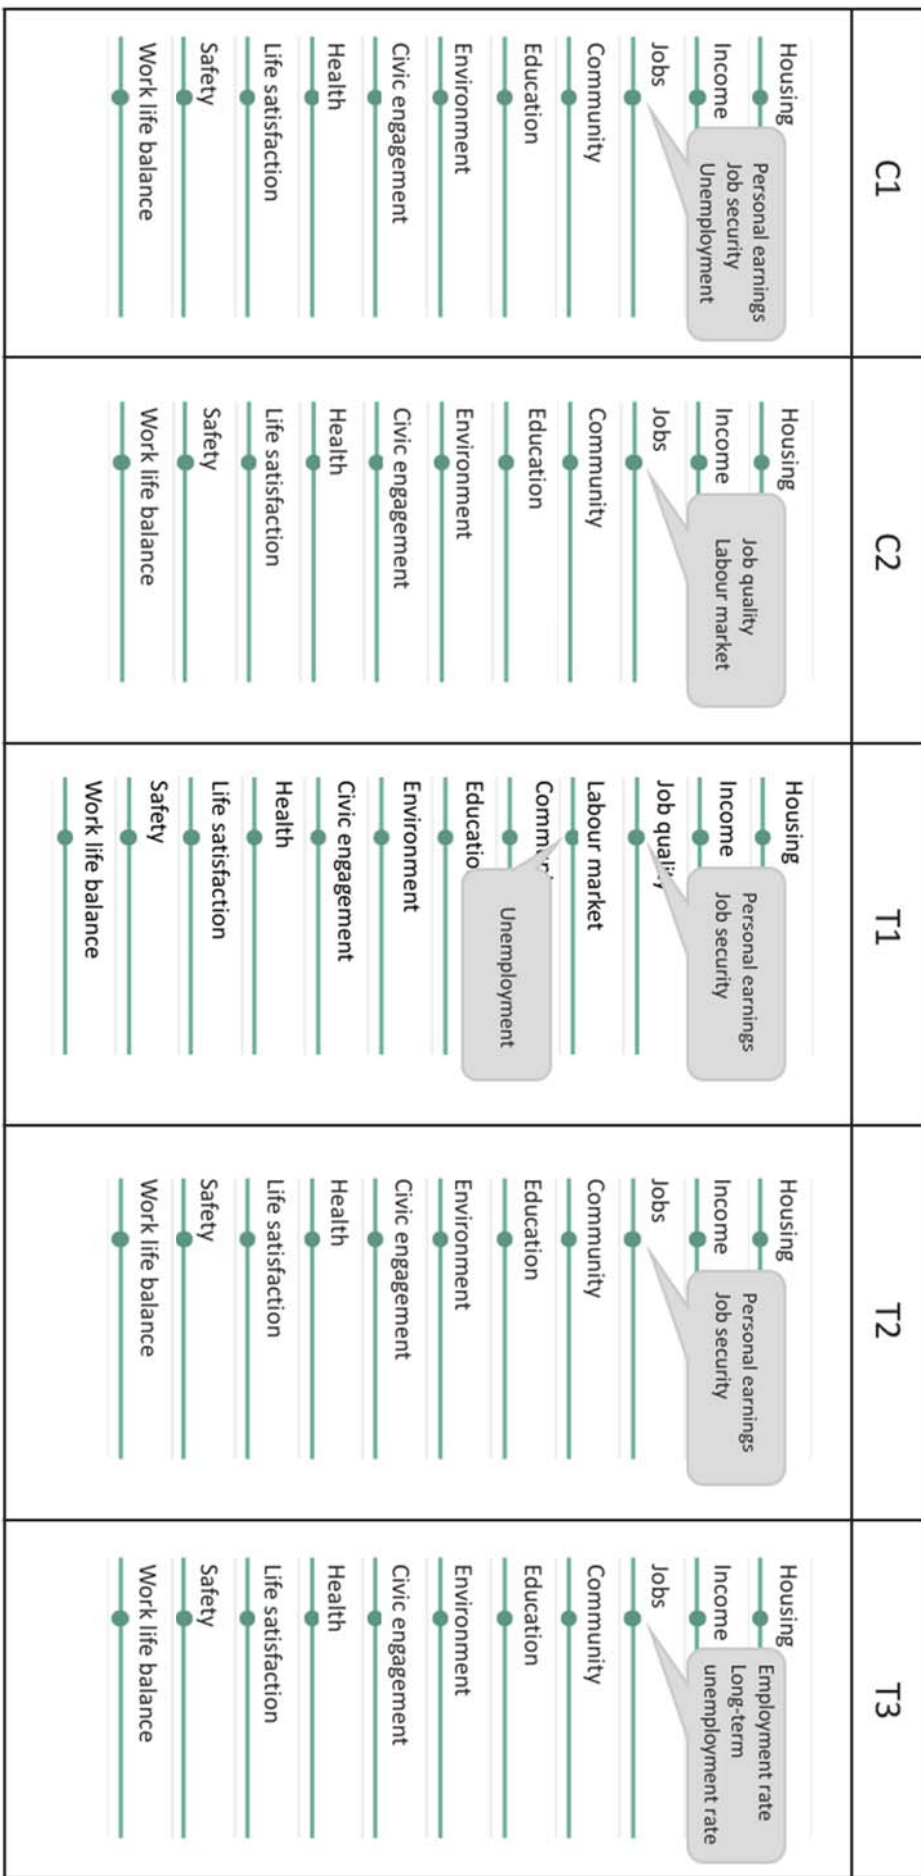 C1
Housing
Income
Personal earnings
Job security
Unemployment
Jobs
Community
Education
Environment
Civic engagement
Health
Life satisfaction
Safety
Work life balance
C2
Housing
Income
Job quality
Labour market
Jobs
Community
Education
Environment
Civic engagement
Health
Life satisfaction
Safety
Work life balance
T1
Housing
Income
Personal earnings
Job security
Job quality
Labour market
Unemployment
Environment
Civic engagement
Health
Life satisfaction
Safety
Work life balance
T2
Housing
Income
Personal earnings
Job security
Jobs
Community
Education
Environment
Civic engagement
Health
Life satisfaction
Safety
Work life balance
T3
Housing
Income
Employment rate
Long-term
unemployment rate
Jobs
Community
Education
Environment
Civic engagement
Health
Life satisfaction
Safety
Work life balance